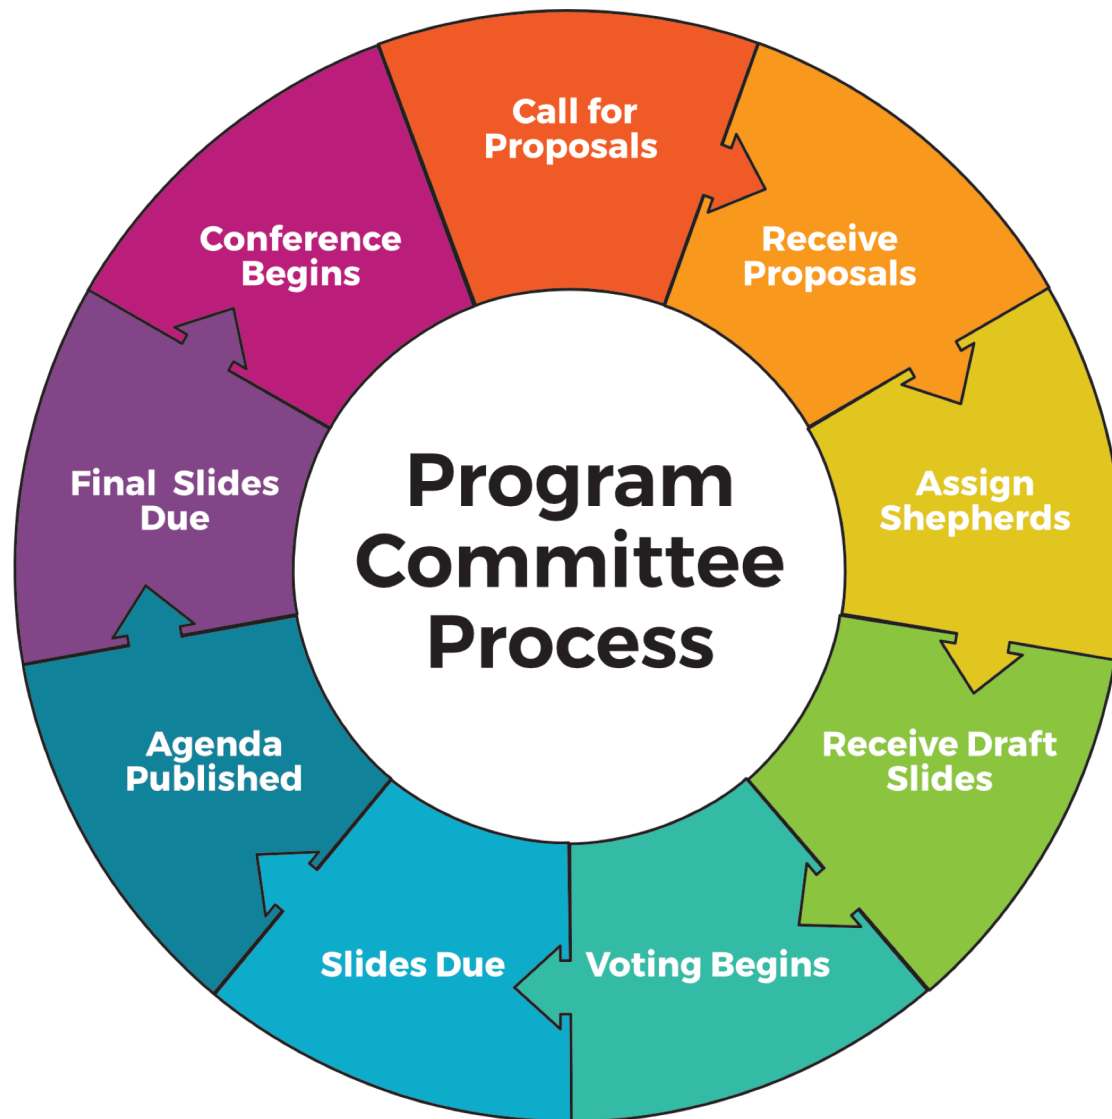 Call for
Proposals
Receive
Proposals
Assign
Shepherds
Receive Draft
Slides
Voting Begins
Slides Due
Agenda
Published
Final Slides
Due
Conference
Begins
Program
Committee
Process